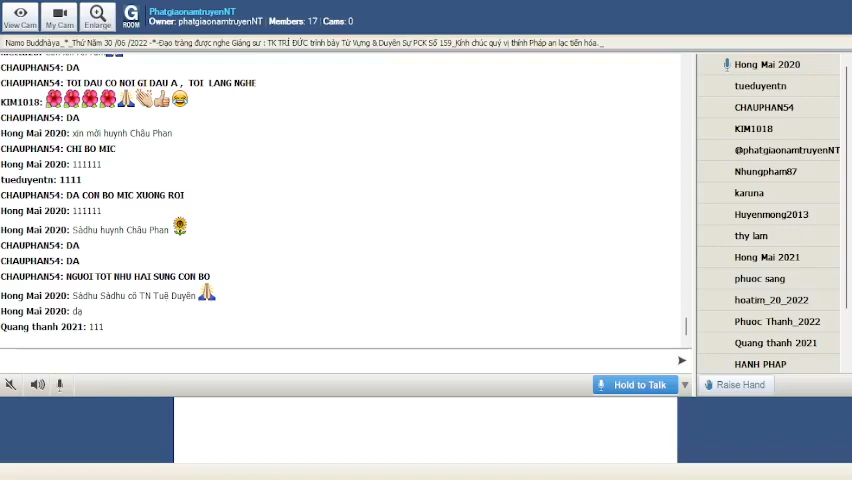 PhatgiaonamtruyenNT
Owner: phatgiaonamtruyenNT | Members: 17 | Cams: 0
View Cam
My Cam
Enlarge
G
ROOM
Namo Buddhàya_*_Thứ Năm 30 /06 /2022 -*-Đạo tràng được nghe Giảng sư : TK TRÍ ĐỨC trình bày Từ Vựng & Duyên Sự PCK Số 159_Kính chúc quý vị thính Pháp an lạc tiến hóa._
CHAUPHAN54: DA
CHAUPHAN54: TOI DAU CO NOI GI DAU A , TOI LANG NGHE
KIM1018:
CHAUPHAN54: DA
Hong Mai 2020: xin mời huynh Châu Phan
CHAUPHAN54: CHI BO MIC
Hong Mai 2020: 111111
tueduyentn: 1111
CHAUPHAN54: DA CON BO MIC XUONG ROI
Hong Mai 2020: 111111
Hong Mai 2020: Sàdhu huynh Châu Phan
CHAUPHAN54: DA
CHAUPHAN54: DA
CHAUPHAN54: NGUOI TOT NHU HAI SUNG CON BO
Hong Mai 2020: Sàdhu Sàdhu cô TN Tuệ Duyên
Hong Mai 2020: dạ
Quang thanh 2021: 111
Hold to Talk
Hong Mai 2020
tueduyentn
CHAUPHAN54
KIM1018
@phatgiaonamtruyenNT
Nhungpham87
karuna
Huyenmong2013
thy lam
Hong Mai 2021
phuoc sang
hoatim_20_2022
Phuoc Thanh_2022
Quang thanh 2021
HANH PHAP
Raise Hand